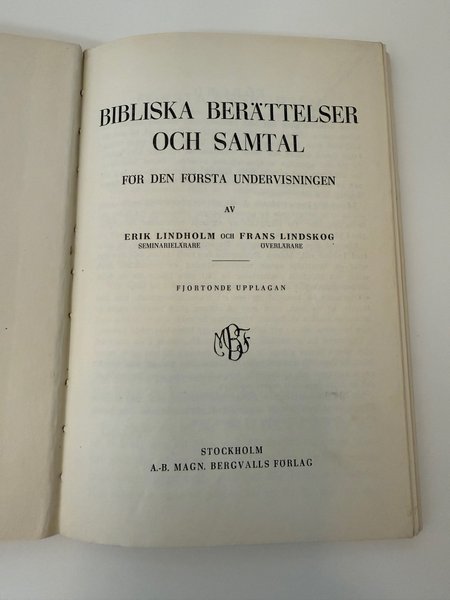 BIBLISKA BERÄTTELSER
OCH SAMTAL
FÖR DEN FÖRSTA UNDERVISNINGEN
AV
ERIK LINDHOLM OCH FRANS LINDSKOG
SEMINARIELÄRARE ÖVERLÄRARE
FJORTONDE UPPLAGAN
MBF
STOCKHOLM
A.-B. MAGN. BERGVALLS FÖRLAG